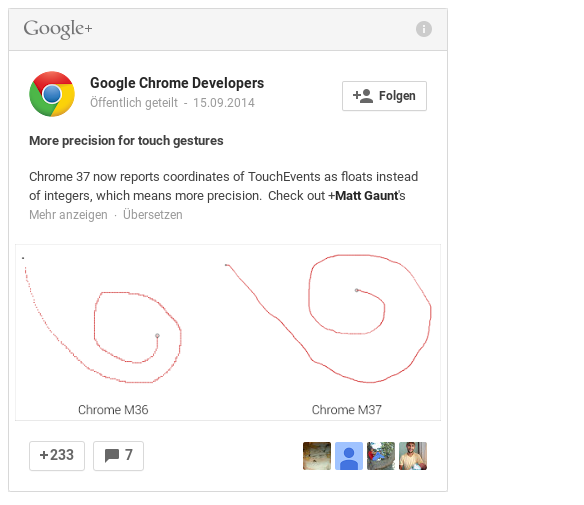 Google+
Google Chrome Developers
Öffentlich geteilt - 15.09.2014
Folgen
More precision for touch gestures
Chrome 37 now reports coordinates of TouchEvents as floats instead
of integers, which means more precision. Check out +Matt Gaunt's
Mehr anzeigen · Übersetzen
Chrome M36
Chrome M37
+233
7